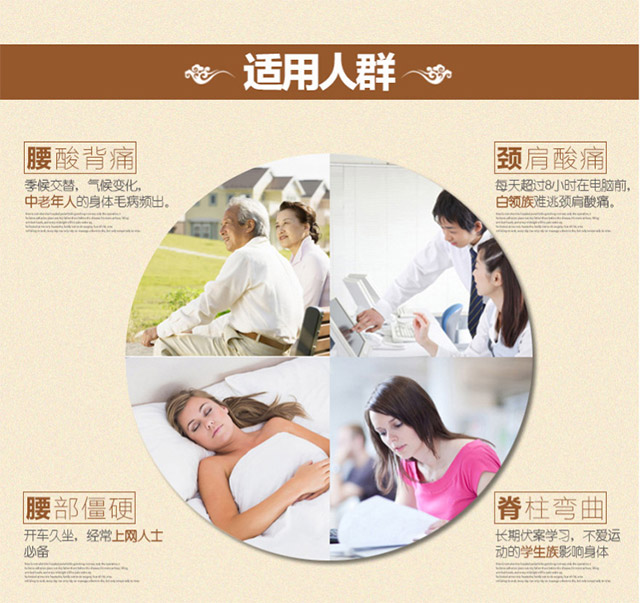 适用人群
腰酸背痛
季候交替，气候变化，
中老年人的身体毛病频出。
颈肩酸痛
每天超过8小时在电脑前，
白领族难逃颈肩酸痛。
腰部僵硬
开车久坐，经常上网人士
必备
脊柱弯曲
长期伏案学习，不爱运
动的学生族影响身体